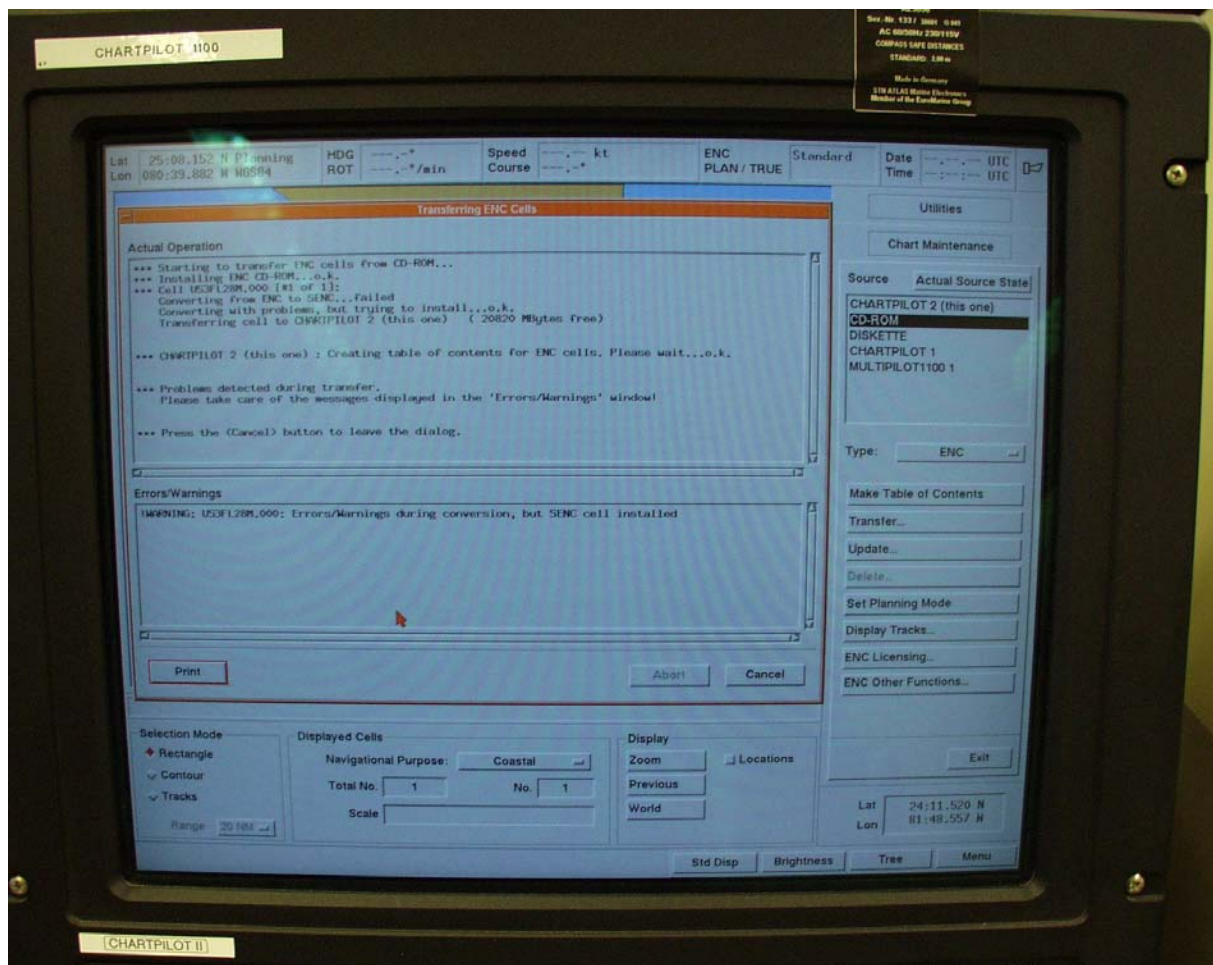 CHARTPILOT 1100
AC 60/50Hz 230/115V
COMPASS SAFE DISTANCES
STANDARD: 2.00 m
Made in Germany
STN ATLAS Marine Electronics
Member of the EuroMarine Group
Lat 25:08.152 N Planning
Lon 080:39.882 W WGS84
HDG ---.-°
ROT ---.-°/min
Speed ---.-- kt
Course ---.-°
ENC
PLAN / TRUE
Standard
Date --.--.-- UTC
Time --:--:-- UTC
Transferring ENC Cells
Actual Operation
*** Starting to transfer ENC cells from CD-ROM...
*** Installing ENC CD-ROM...o.k.
*** Cell US3FL28M.000 [#1 of 1]:
Converting from ENC to SENC...Failed
Converting with problems, but trying to install...o.k.
Transferring cell to CHARTPILOT 2 (this one) ( 20820 MBytes free)
*** CHARTPILOT 2 (this one) : Creating table of contents for ENC cells. Please wait...o.k.
*** Problems detected during transfer.
Please take care of the messages displayed in the 'Errors/Warnings' window!
*** Press the <Cancel> button to leave the dialog.
Errors/Warnings
!WARNING: US3FL28M.000: Errors/Warnings during conversion, but SENC cell installed
Print
Abort
Cancel
Utilities
Chart Maintenance
Source
Actual Source State
CHARTPILOT 2 (this one)
CD-ROM
DISKETTE
CHARTPILOT 1
MULTIPILOT1100 1
Type: ENC
Make Table of Contents
Transfer...
Update...
Delete...
Set Planning Mode
Display Tracks...
ENC Licensing...
ENC Other Functions...
Exit
Selection Mode
Rectangle
Contour
Tracks
Range 20 NM
Displayed Cells
Navigational Purpose: Coastal
Total No. 1 No. 1
Scale
Display
Zoom
Locations
Previous
World
Lat 24:11.520 N
Lon 81:48.557 W
Std Disp
Brightness
Tree
Menu
CHARTPILOT II